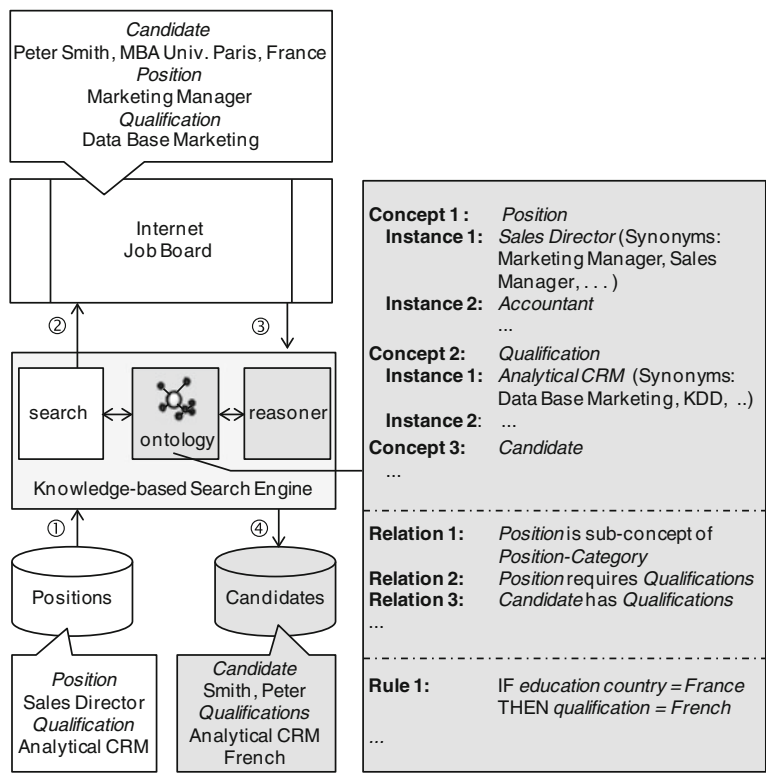 Candidate
Peter Smith, MBA Univ. Paris, France
Position
Marketing Manager
Qualification
Data Base Marketing
Internet
Job Board
②
③
search
ontology
reasoner
Knowledge-based Search Engine
①
④
Positions
Candidates
Position
Sales Director
Qualification
Analytical CRM
Candidate
Smith, Peter
Qualifications
Analytical CRM
French
Concept 1 : Position
Instance 1: Sales Director (Synonyms:
Marketing Manager, Sales
Manager, . . . )
Instance 2: Accountant
...
Concept 2: Qualification
Instance 1: Analytical CRM (Synonyms:
Data Base Marketing, KDD, ..)
Instance 2: ...
Concept 3: Candidate
...
Relation 1: Position is sub-concept of
Position-Category
Relation 2: Position requires Qualifications
Relation 3: Candidate has Qualifications
...
Rule 1: IF education country = France
THEN qualification = French
...